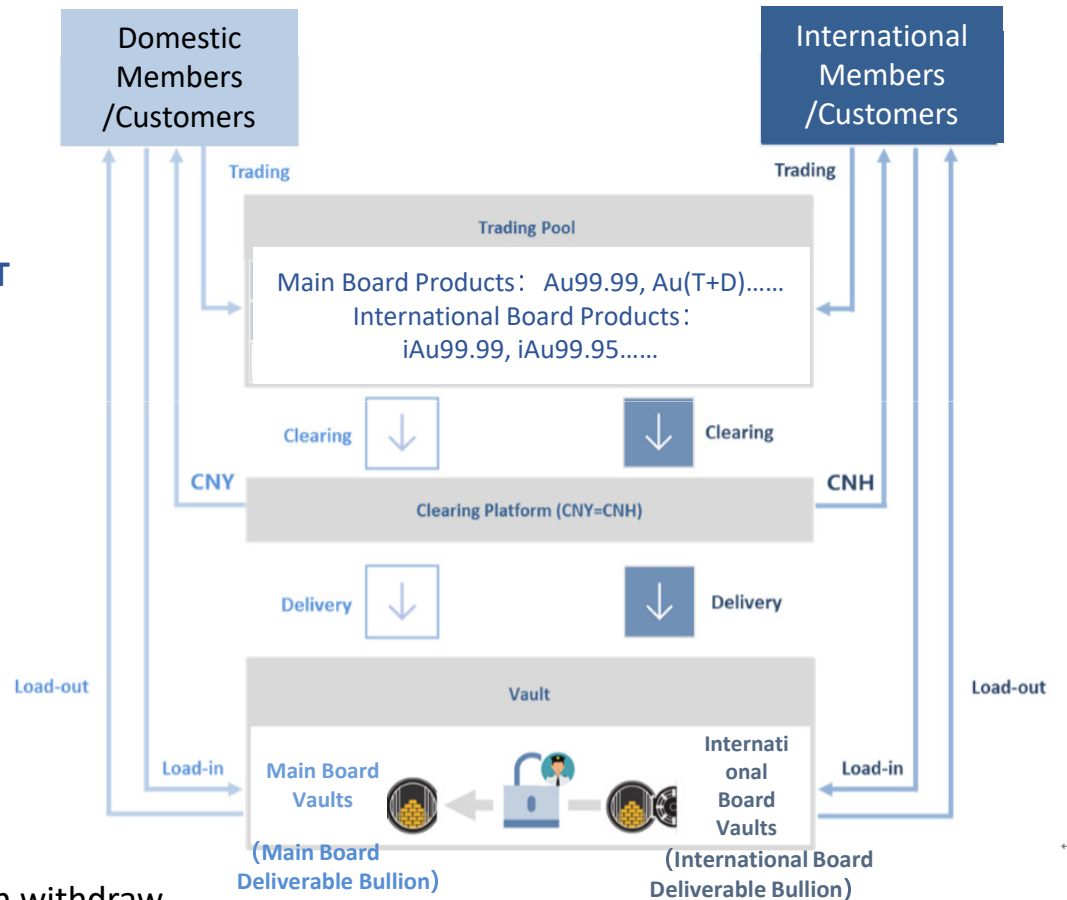 Domestic
Members
/Customers
International
Members
/Customers
Trading
Trading
Trading Pool
T
Main Board Products： Au99.99, Au(T+D)......
International Board Products：
iAu99.99, iAu99.95......
Clearing
Clearing
CNY
CNH
Clearing Platform (CNY=CNH)
Delivery
Delivery
Load-out
Load-out
Vault
Load-in
Load-in
Main Board
Vaults
Internati
onal
Board
Vaults
（Main Board
Deliverable Bullion）
（International Board
Deliverable Bullion）
withdraw